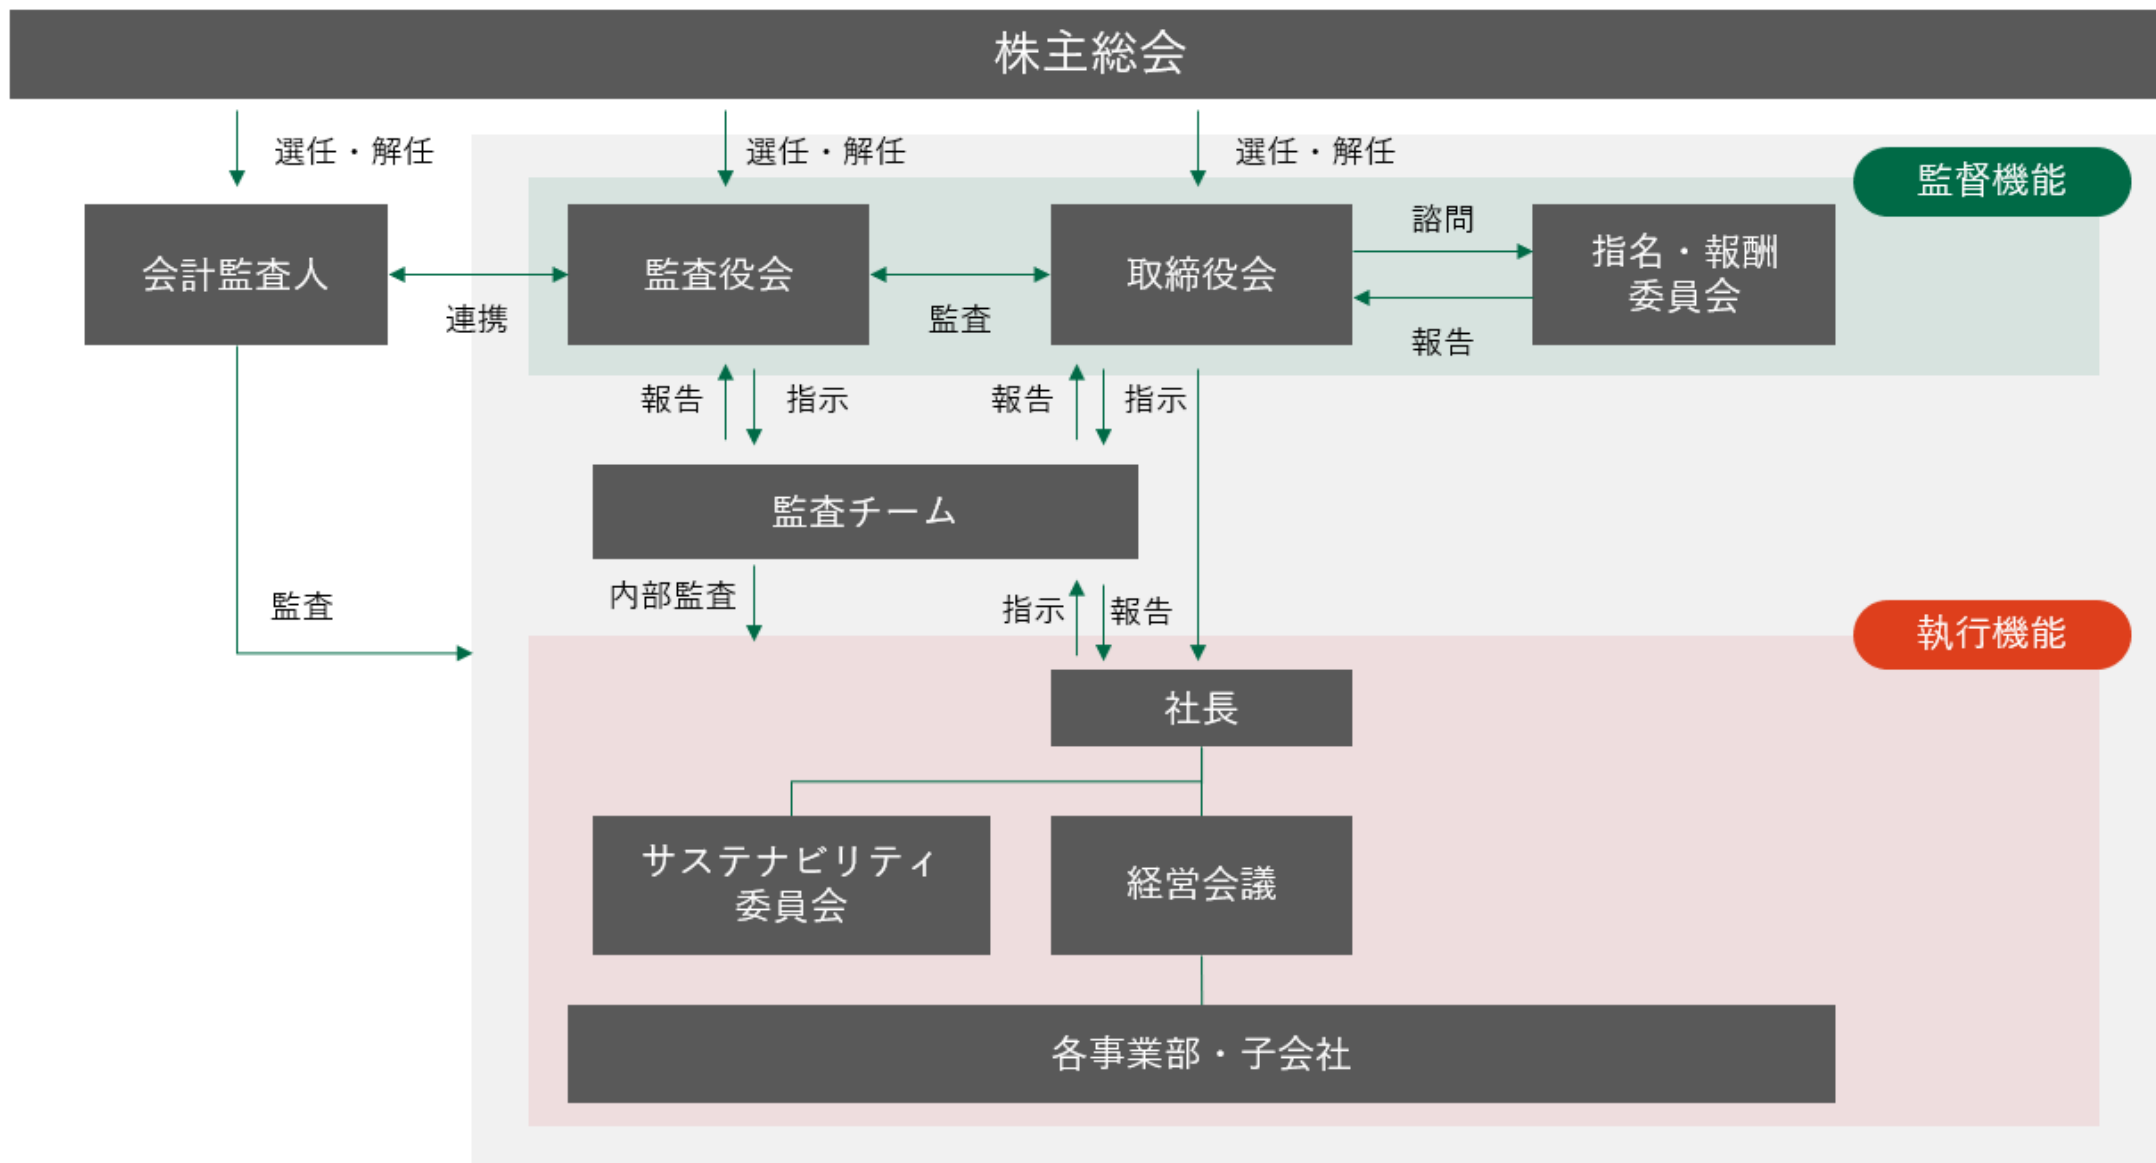 株主総会
選任・解任
選任・解任
選任・解任
監督機能
会計監査人
連携
監査役会
監査
取締役会
諮問
報告
指名・報酬
委員会
報告
指示
報告
指示
監査チーム
監査
内部監査
指示
報告
執行機能
社長
サステナビリティ
委員会
経営会議
各事業部・子会社